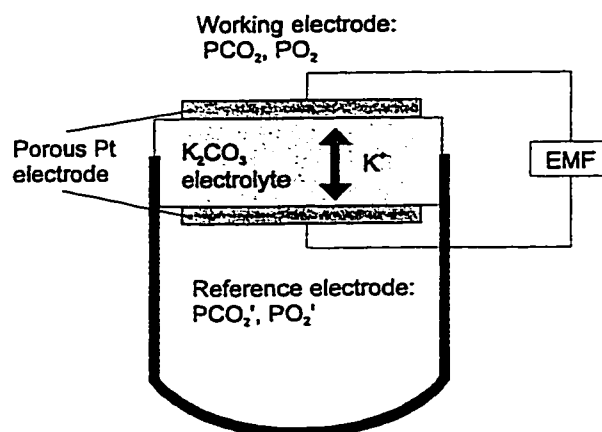 Working electrode:
PCO₂, PO₂
Porous Pt
electrode
K₂CO₃
electrolyte
K⁺
EMF
Reference electrode:
PCO₂', PO₂'